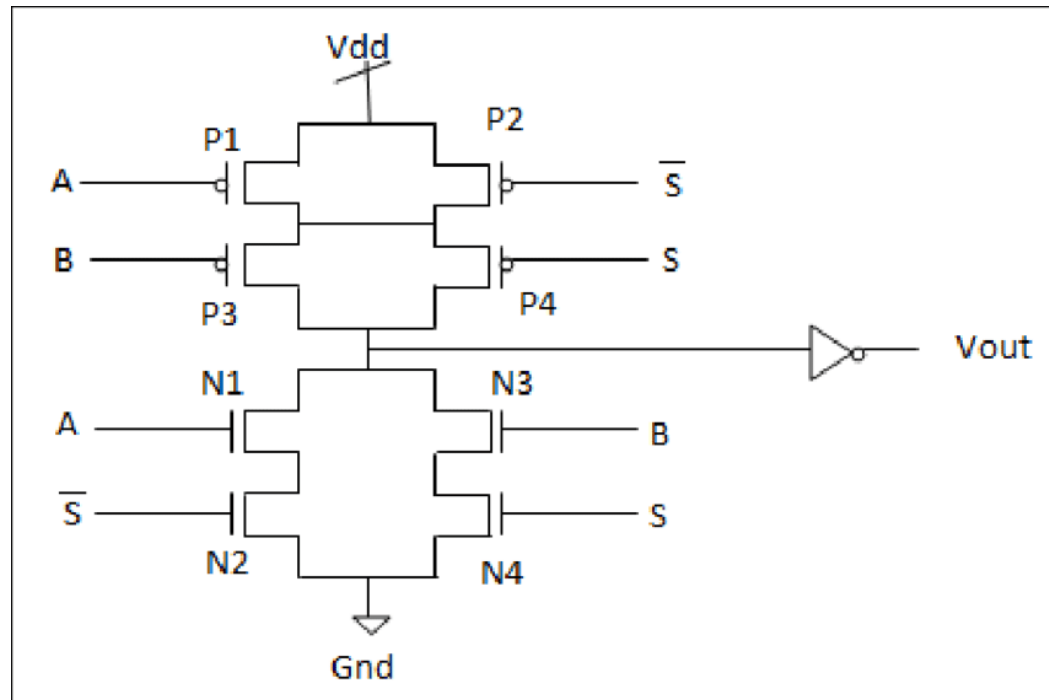 Vdd
P1 P2
A S̅
B S
P3 P4
Vout
N1 N3
A B
S̅ S
N2 N4
Gnd